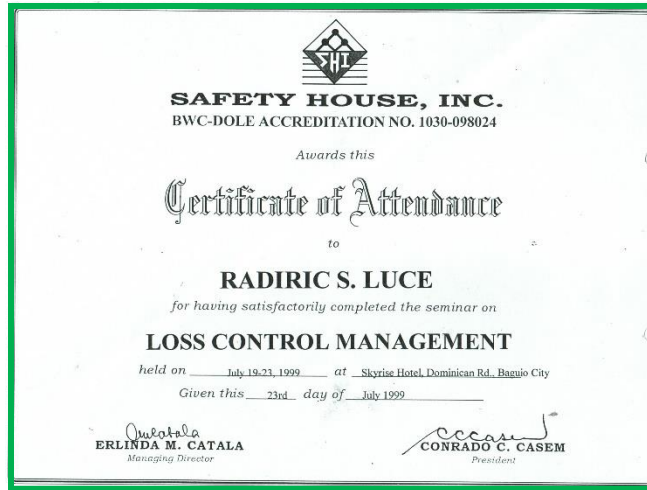 SHI
SAFETY HOUSE, INC.
BWC-DOLE ACCREDITATION NO. 1030-098024
Awards this
Certificate of Attendance
to
RADIRIC S. LUCE
for having satisfactorily completed the seminar on
LOSS CONTROL MANAGEMENT
held on July 19-23, 1999 at Skyrise Hotel, Dominican Rd., Baguio City
Given this 23rd day of July 1999
ERLINDA M. CATALA CONRADO C. CASEM
Managing Director President